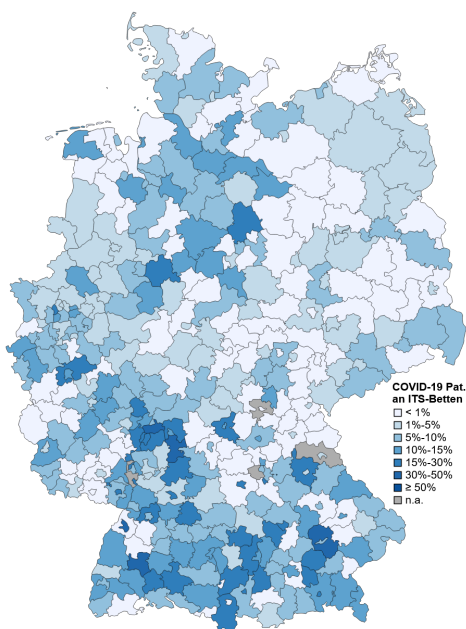 COVID-19 Pat.
an ITS-Betten
< 1%
1%-5%
5%-10%
10%-15%
15%-30%
30%-50%
≥ 50%
n.a.